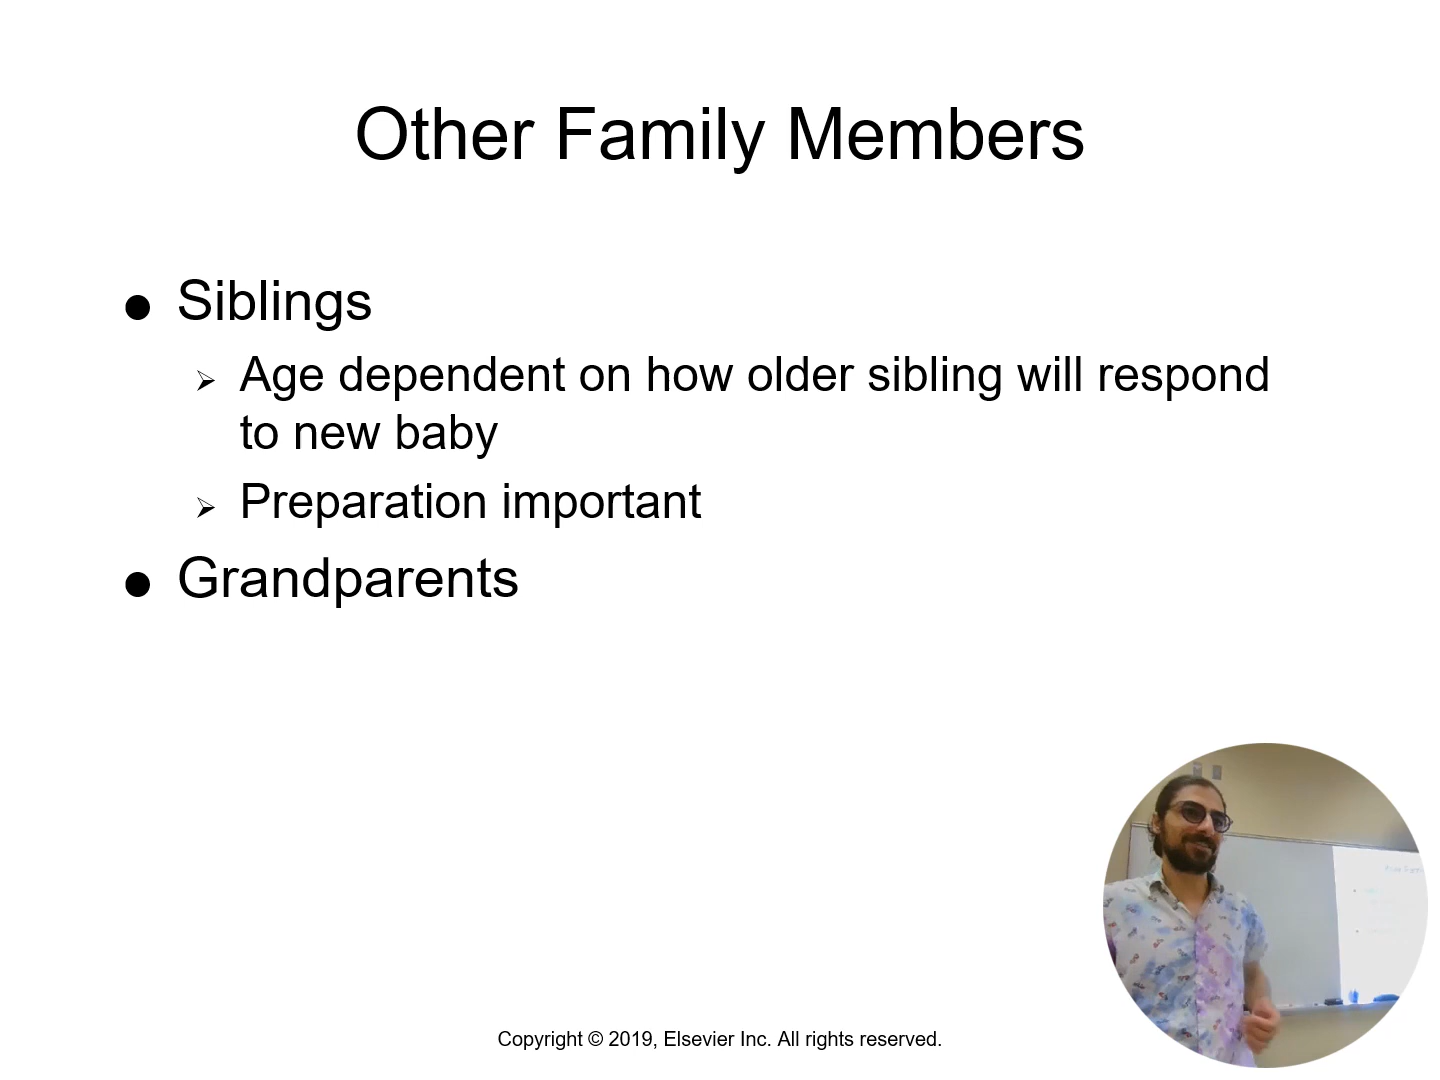 Other Family Members
● Siblings
➢ Age dependent on how older sibling will respond
to new baby
➢ Preparation important
● Grandparents
Copyright © 2019, Elsevier Inc. All rights reserved.